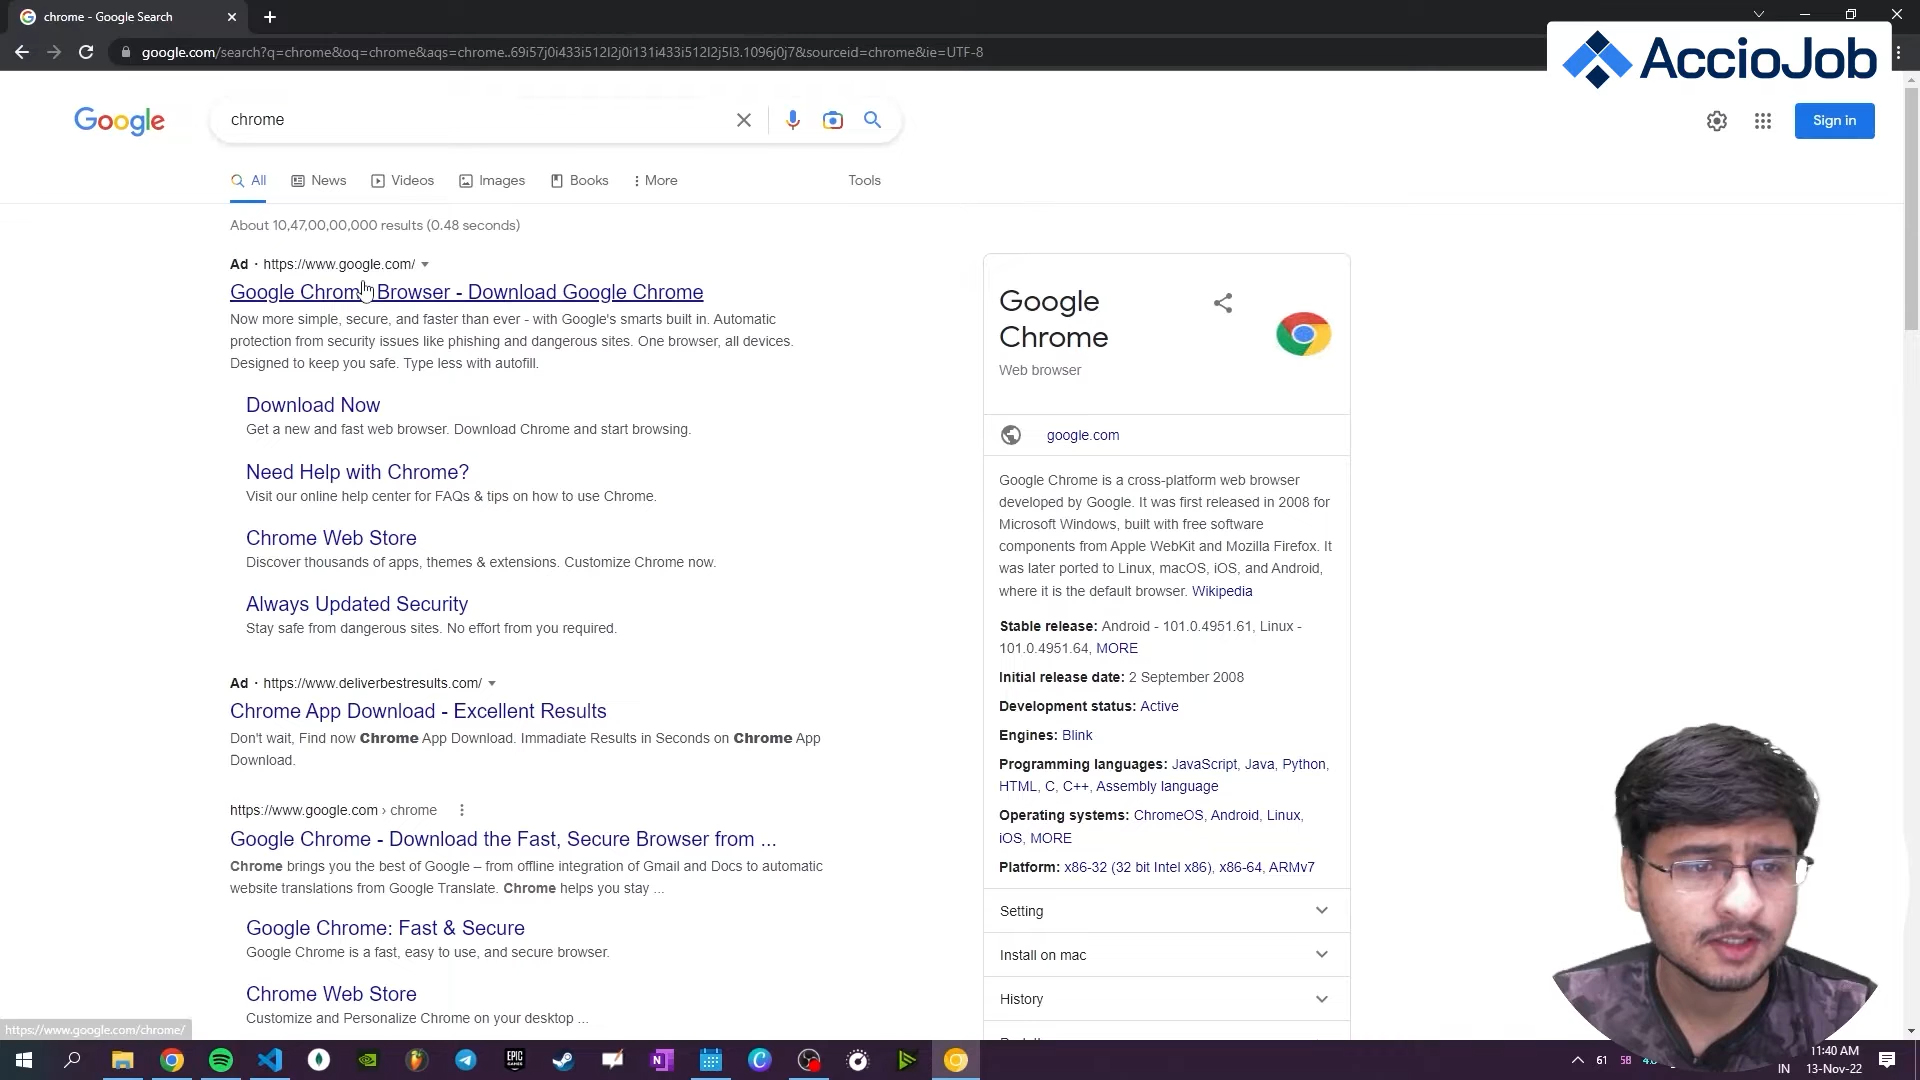 chrome - Google Search
google.com/search?q=chrome&oq=chrome&aqs=chrome..69i57j0i433i512l2j0i131i433i512l2j5l3.1096j0j7&sourceid=chrome&ie=UTF-8
AccioJob
Google
chrome
Sign in
All
News
Videos
Images
Books
More
Tools
About 10,47,00,00,000 results (0.48 seconds)
Ad · https://www.google.com/
Google Chrome Browser - Download Google Chrome
Now more simple, secure, and faster than ever - with Google's smarts built in. Automatic
protection from security issues like phishing and dangerous sites. One browser, all devices.
Designed to keep you safe. Type less with autofill.
Download Now
Get a new and fast web browser. Download Chrome and start browsing.
Need Help with Chrome?
Visit our online help center for FAQs & tips on how to use Chrome.
Chrome Web Store
Discover thousands of apps, themes & extensions. Customize Chrome now.
Always Updated Security
Stay safe from dangerous sites. No effort from you required.
Ad · https://www.deliverbestresults.com/
Chrome App Download - Excellent Results
Don't wait, Find now Chrome App Download. Immadiate Results in Seconds on Chrome App
Download.
https://www.google.com › chrome
Google Chrome - Download the Fast, Secure Browser from ...
Chrome brings you the best of Google – from offline integration of Gmail and Docs to automatic
website translations from Google Translate. Chrome helps you stay ...
Google Chrome: Fast & Secure
Google Chrome is a fast, easy to use, and secure browser.
Chrome Web Store
Customize and Personalize Chrome on your desktop ...
https://www.google.com/chrome/
Google
Chrome
Web browser
google.com
Google Chrome is a cross-platform web browser
developed by Google. It was first released in 2008 for
Microsoft Windows, built with free software
components from Apple WebKit and Mozilla Firefox. It
was later ported to Linux, macOS, iOS, and Android,
where it is the default browser. Wikipedia
Stable release: Android - 101.0.4951.61, Linux -
101.0.4951.64, MORE
Initial release date: 2 September 2008
Development status: Active
Engines: Blink
Programming languages: JavaScript, Java, Python,
HTML, C, C++, Assembly language
Operating systems: ChromeOS, Android, Linux,
iOS, MORE
Platform: x86-32 (32 bit Intel x86), x86-64, ARMv7
Setting
Install on mac
History
EPIC
GAMES
61
58
IN
11:40 AM
13-Nov-22